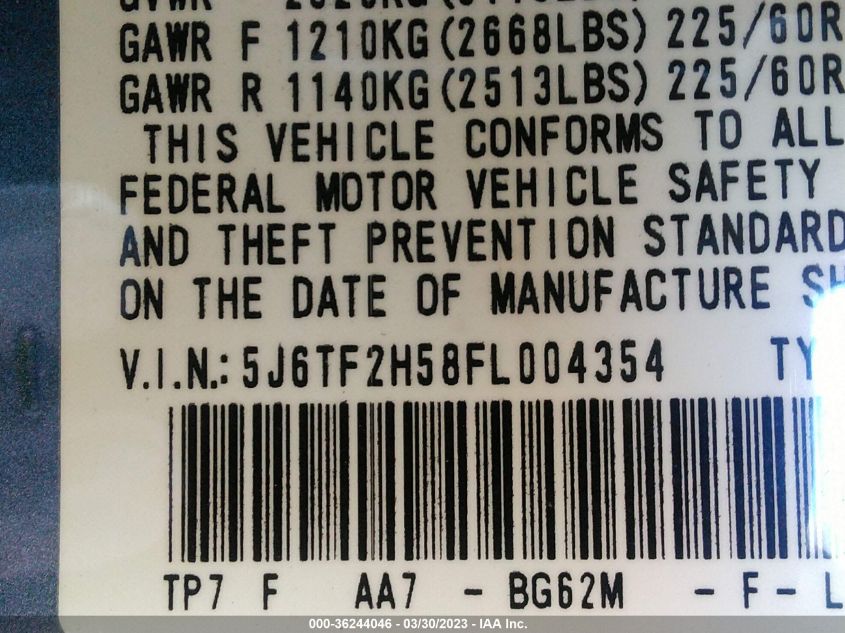 GAWR F 1210KG(2668LBS) 225/60R
GAWR R 1140KG(2513LBS) 225/60R
THIS VEHICLE CONFORMS TO ALL
FEDERAL MOTOR VEHICLE SAFETY
AND THEFT PREVENTION STANDARD
ON THE DATE OF MANUFACTURE SH
V.I.N.: 5J6TF2H58FL004354 TY
TP7 F AA7 - BG62M - F - L
000-36244046 - 03/30/2023 - IAA Inc.